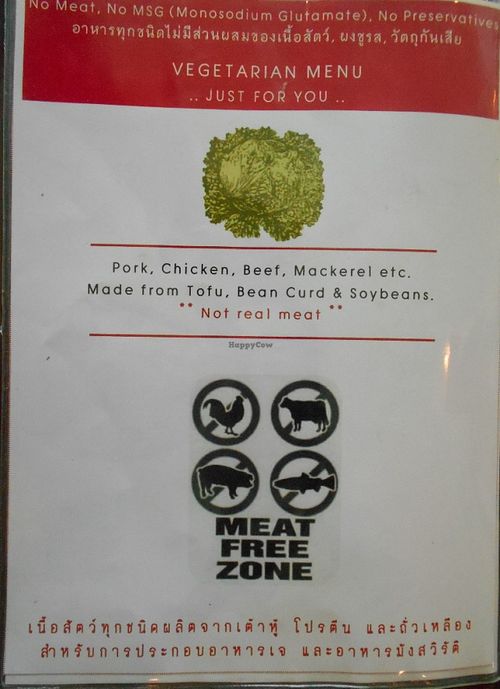 No Meat, No MSG (Monosodium Glutamate), No Preservatives
อาหารทุกชนิดไม่มีส่วนผสมของเนื้อสัตว์, ผงชูรส, วัตถุกันเสีย
VEGETARIAN MENU
.. JUST FOR YOU ..
Pork, Chicken, Beef, Mackerel etc.
Made from Tofu, Bean Curd & Soybeans.
** Not real meat **
HappyCow
MEAT
FREE
ZONE
เนื้อสัตว์ทุกชนิดผลิตจากเต้าหู้ โปรตีน และถั่วเหลือง
สำหรับการประกอบอาหารเจ และอาหารมังสวิรัติ